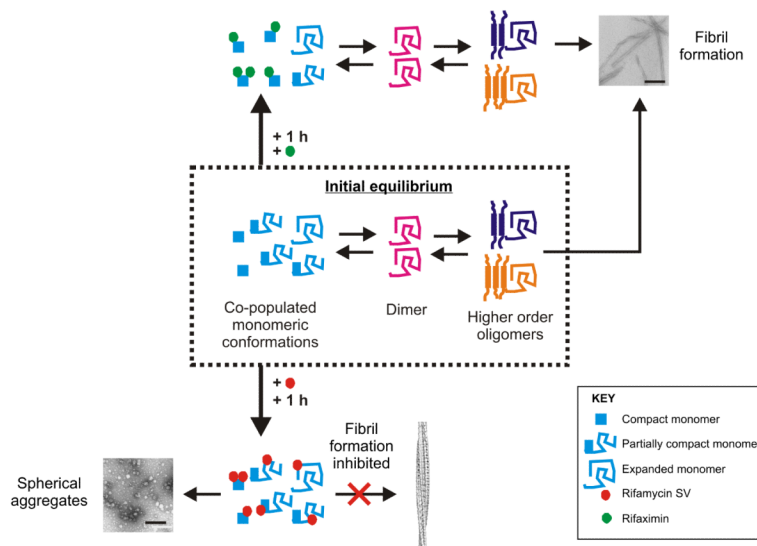 Fibril
formation
+ 1 h
+
Initial equilibrium
Co-populated
monomeric
conformations
Dimer
Higher order
oligomers
+
+ 1 h
Fibril
formation
inhibited
Spherical
aggregates
KEY
Compact monomer
Partially compact monomer
Expanded monomer
Rifamycin SV
Rifaximin